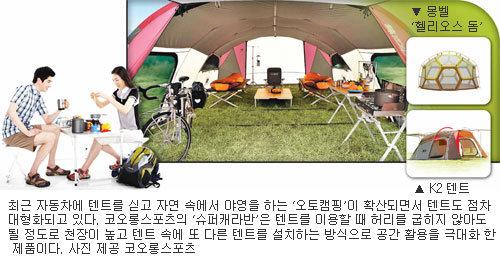 ▼ 몽벨
‘헬리오스 돔’
▲ K2 텐트
최근 자동차에 텐트를 싣고 자연 속에서 야영을 하는 ‘오토캠핑’이 확산되면서 텐트도 점차
대형화되고 있다. 코오롱스포츠의 ‘슈퍼캐라반’은 텐트를 이용할 때 허리를 굽히지 않아도
될 정도로 천장이 높고 텐트 속에 또 다른 텐트를 설치하는 방식으로 공간 활용을 극대화 한
제품이다. 사진 제공 코오롱스포츠